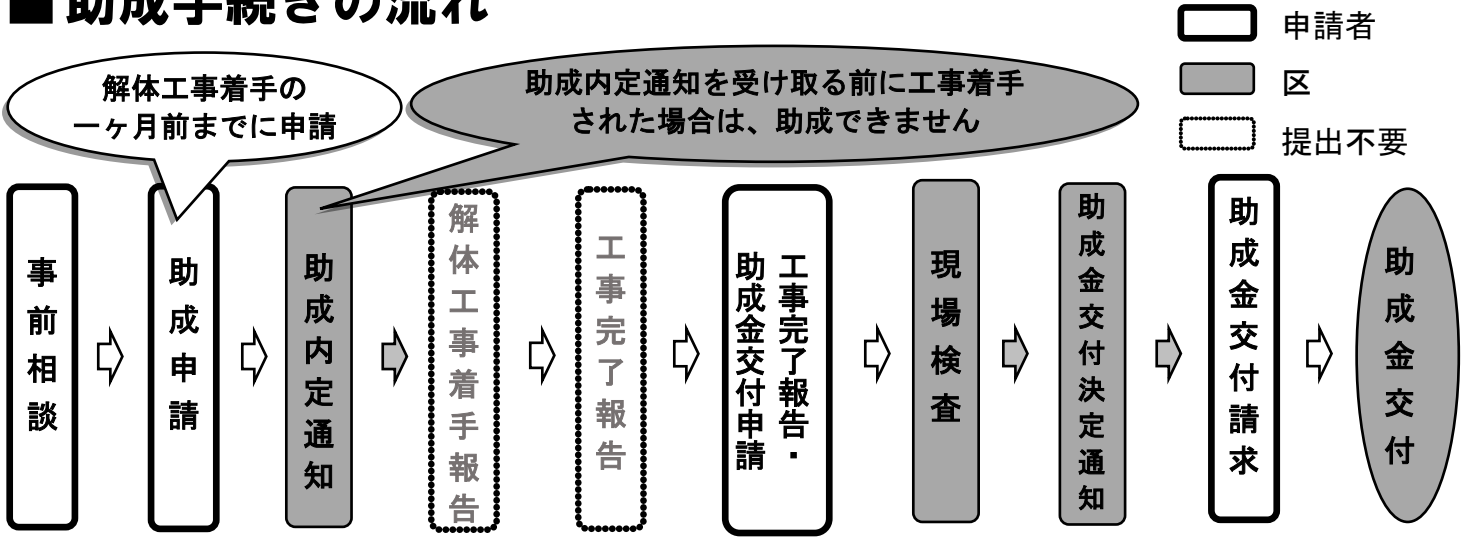 ■助成手続きの流れ
申請者
区
提出不要
解体工事着手の
一ヶ月前までに申請
助成内定通知を受け取る前に工事着手
された場合は、助成できません
事前相談
助成申請
助成内定通知
解体工事着手報告
工事完了報告
工事完了報告・
助成金交付申請
現場検査
助成金交付決定通知
助成金交付請求
助成金交付